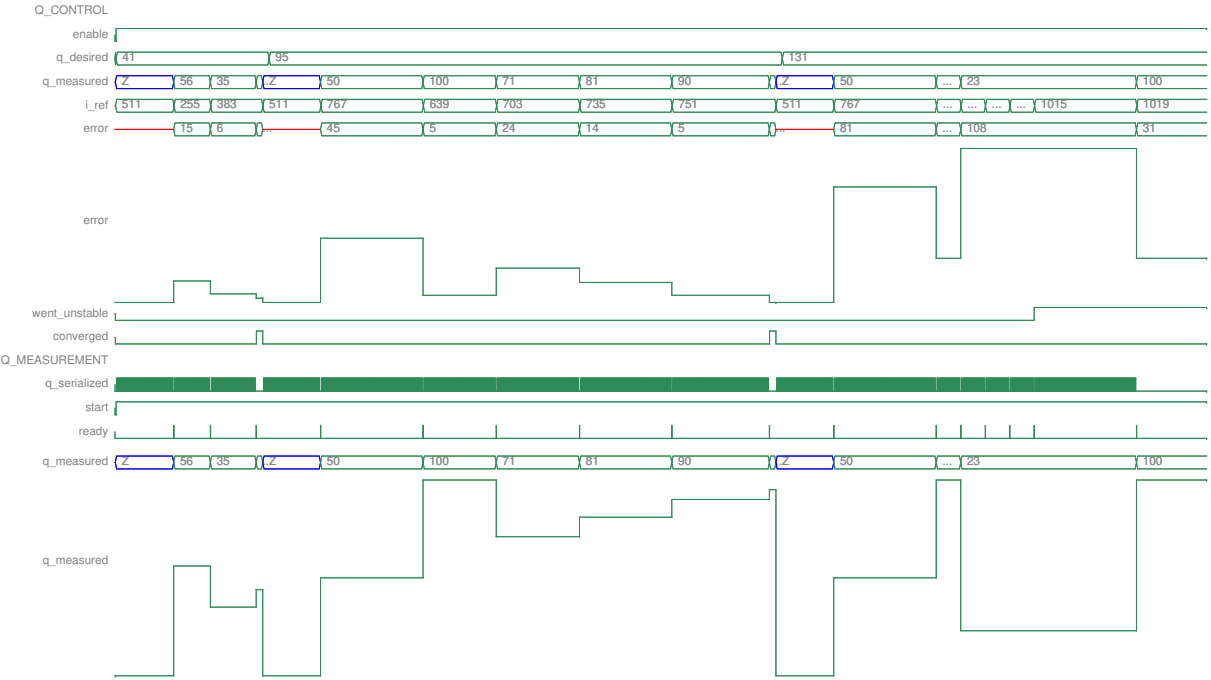 Q_CONTROL
enable
q_desired 41 95 131
q_measured Z 56 35 .Z 50 100 71 81 90 .Z 50 ... 23 100
i_ref 511 255 383 511 767 639 703 735 751 511 767 ... ... ... ... 1015 1019
error 15 6 ... 45 5 24 14 5 ... 81 ... 108 31
error
went_unstable
converged
Q_MEASUREMENT
q_serialized
start
ready
q_measured Z 56 35 .Z 50 100 71 81 90 .Z 50 ... 23 100
q_measured